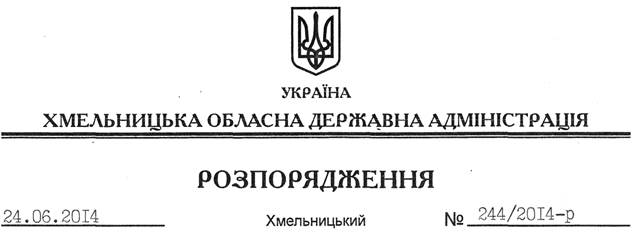 УКРАЇНА
ХМЕЛЬНИЦЬКА ОБЛАСНА ДЕРЖАВНА АДМІНІСТРАЦІЯ
РОЗПОРЯДЖЕННЯ
24.06.2014 Хмельницький № 244/2014-р